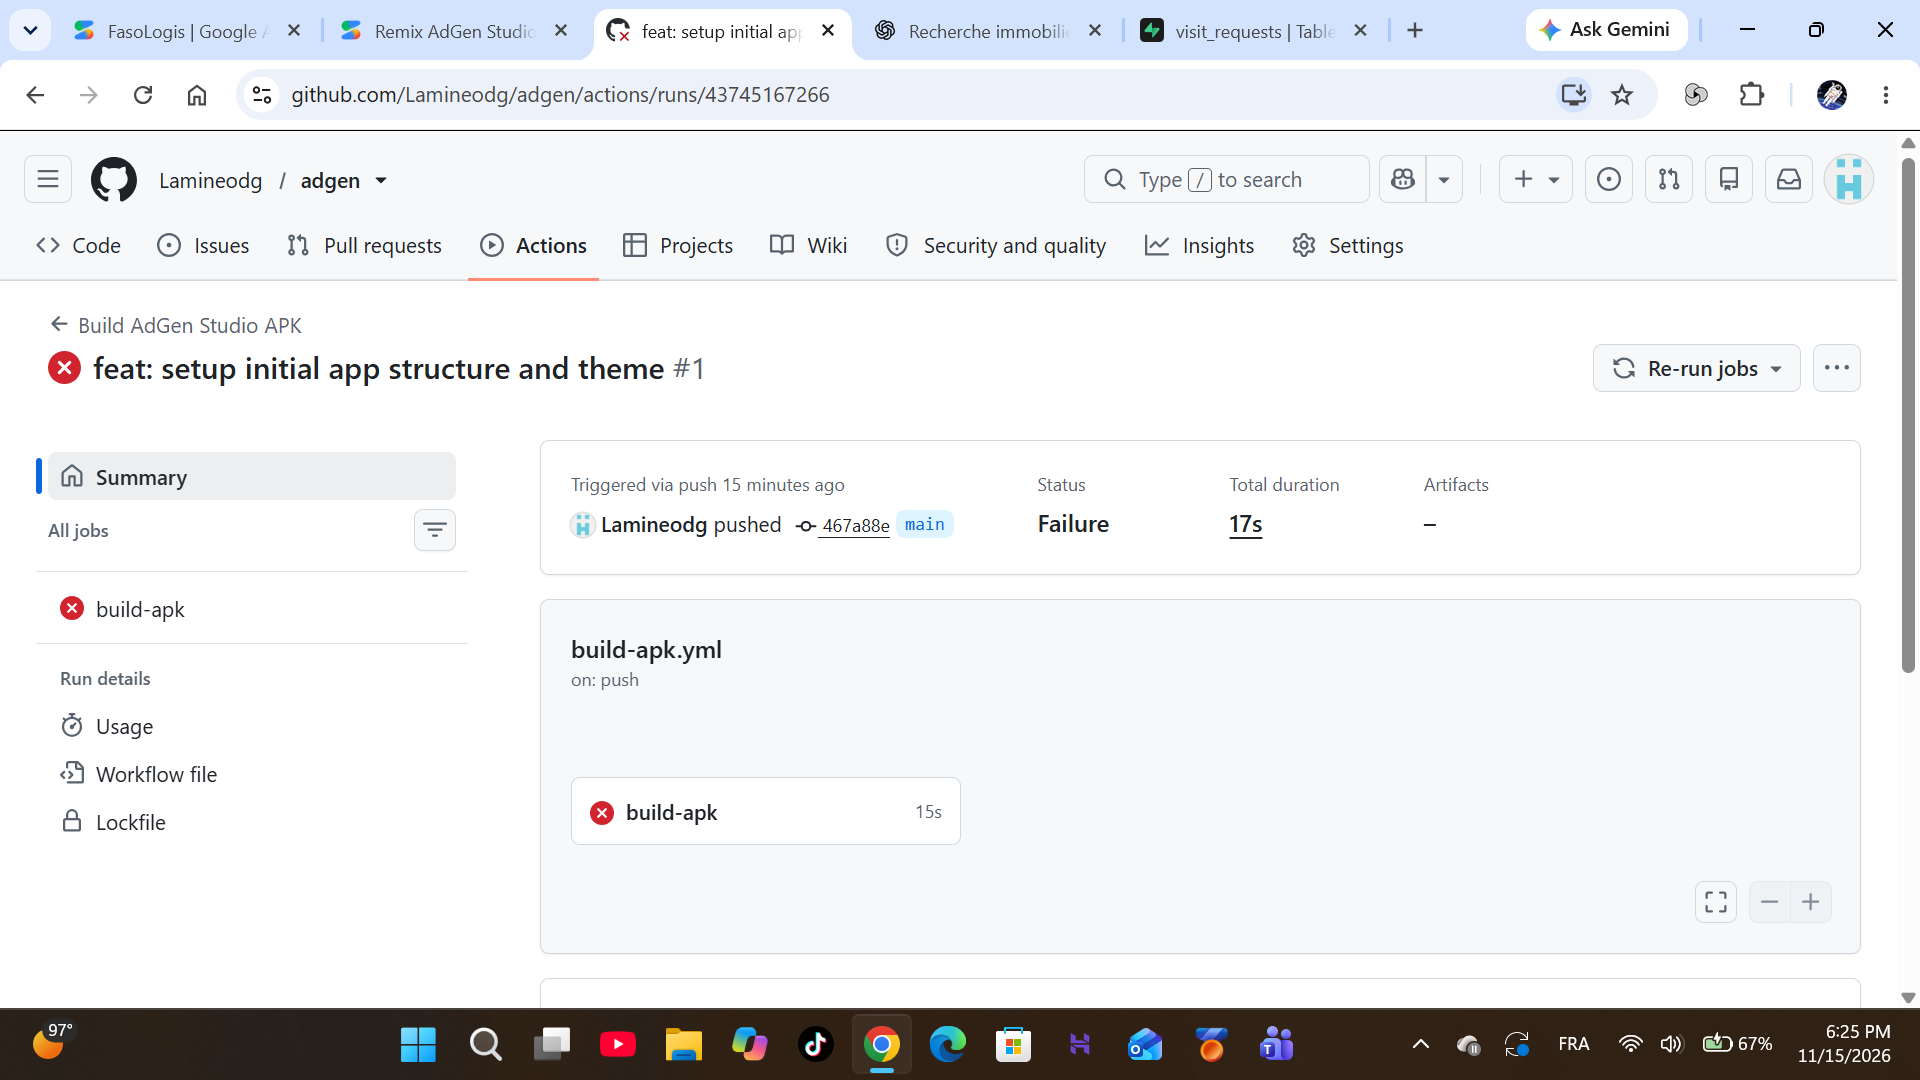 FasoLogis | Google A
Remix AdGen Studio
feat: setup initial app
Recherche immobili
visit_requests | Table
Ask Gemini
github.com/Lamineodg/adgen/actions/runs/43745167266
Lamineodg / adgen
Type / to search
Code
Issues
Pull requests
Actions
Projects
Wiki
Security and quality
Insights
Settings
Build AdGen Studio APK
feat: setup initial app structure and theme #1
Re-run jobs
Summary
All jobs
build-apk
Run details
Usage
Workflow file
Lockfile
Triggered via push 15 minutes ago
Lamineodg pushed 467a88e main
Status
Failure
Total duration
17s
Artifacts
–
build-apk.yml
on: push
build-apk 15s
97°
FRA
67%
6:25 PM
11/15/2026